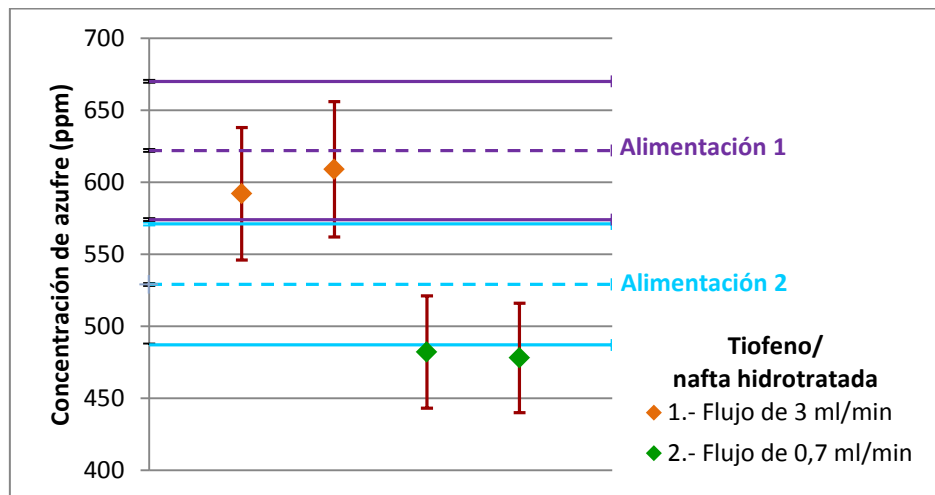 Concentración de azufre (ppm)
700
650
600
550
500
450
400
Alimentación 1
Alimentación 2
Tiofeno/
nafta hidrotratada
1.- Flujo de 3 ml/min
2.- Flujo de 0,7 ml/min